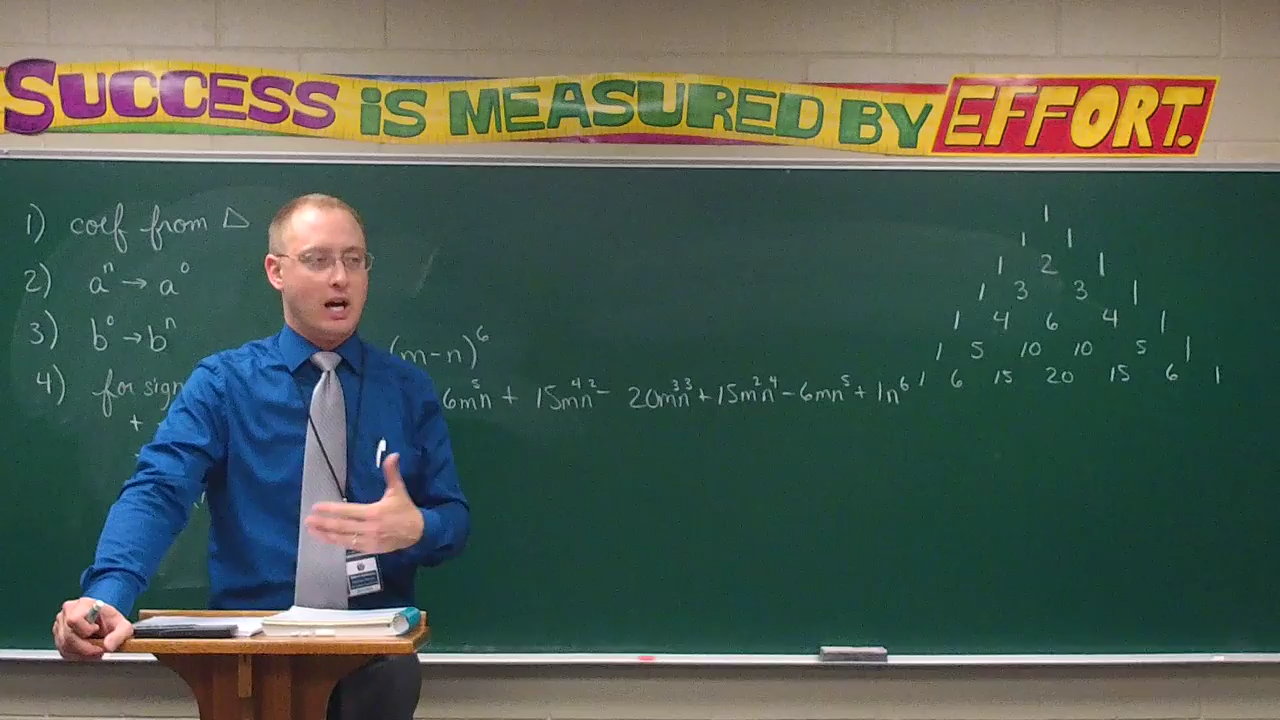 SUCCESS iS MEASURED BY EFFORT.
1) coef from △
2) aⁿ → a⁰
3) b⁰ → bⁿ
4) for sign
+
(m-n)⁶
6m⁵n + 15m⁴n² - 20m³n³ + 15m²n⁴ - 6mn⁵ + 1n⁶
1
1 1
1 2 1
1 3 3 1
1 4 6 4 1
1 5 10 10 5 1
1 6 15 20 15 6 1